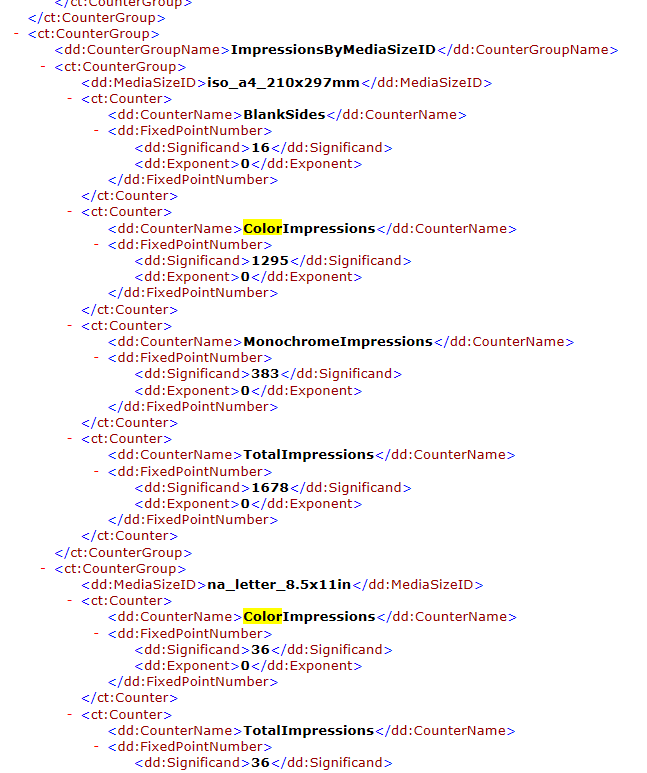 </ct:CounterGroup>
</ct:CounterGroup>
- <ct:CounterGroup>
<dd:CounterGroupName>ImpressionsByMediaSizeID</dd:CounterGroupName>
- <ct:CounterGroup>
<dd:MediaSizeID>iso_a4_210x297mm</dd:MediaSizeID>
- <ct:Counter>
<dd:CounterName>BlankSides</dd:CounterName>
- <dd:FixedPointNumber>
<dd:Significand>16</dd:Significand>
<dd:Exponent>0</dd:Exponent>
</dd:FixedPointNumber>
</ct:Counter>
- <ct:Counter>
<dd:CounterName>ColorImpressions</dd:CounterName>
- <dd:FixedPointNumber>
<dd:Significand>1295</dd:Significand>
<dd:Exponent>0</dd:Exponent>
</dd:FixedPointNumber>
</ct:Counter>
- <ct:Counter>
<dd:CounterName>MonochromeImpressions</dd:CounterName>
- <dd:FixedPointNumber>
<dd:Significand>383</dd:Significand>
<dd:Exponent>0</dd:Exponent>
</dd:FixedPointNumber>
</ct:Counter>
- <ct:Counter>
<dd:CounterName>TotalImpressions</dd:CounterName>
- <dd:FixedPointNumber>
<dd:Significand>1678</dd:Significand>
<dd:Exponent>0</dd:Exponent>
</dd:FixedPointNumber>
</ct:Counter>
</ct:CounterGroup>
- <ct:CounterGroup>
<dd:MediaSizeID>na_letter_8.5x11in</dd:MediaSizeID>
- <ct:Counter>
<dd:CounterName>ColorImpressions</dd:CounterName>
- <dd:FixedPointNumber>
<dd:Significand>36</dd:Significand>
<dd:Exponent>0</dd:Exponent>
</dd:FixedPointNumber>
</ct:Counter>
- <ct:Counter>
<dd:CounterName>TotalImpressions</dd:CounterName>
- <dd:FixedPointNumber>
<dd:Significand>36</dd:Significand>